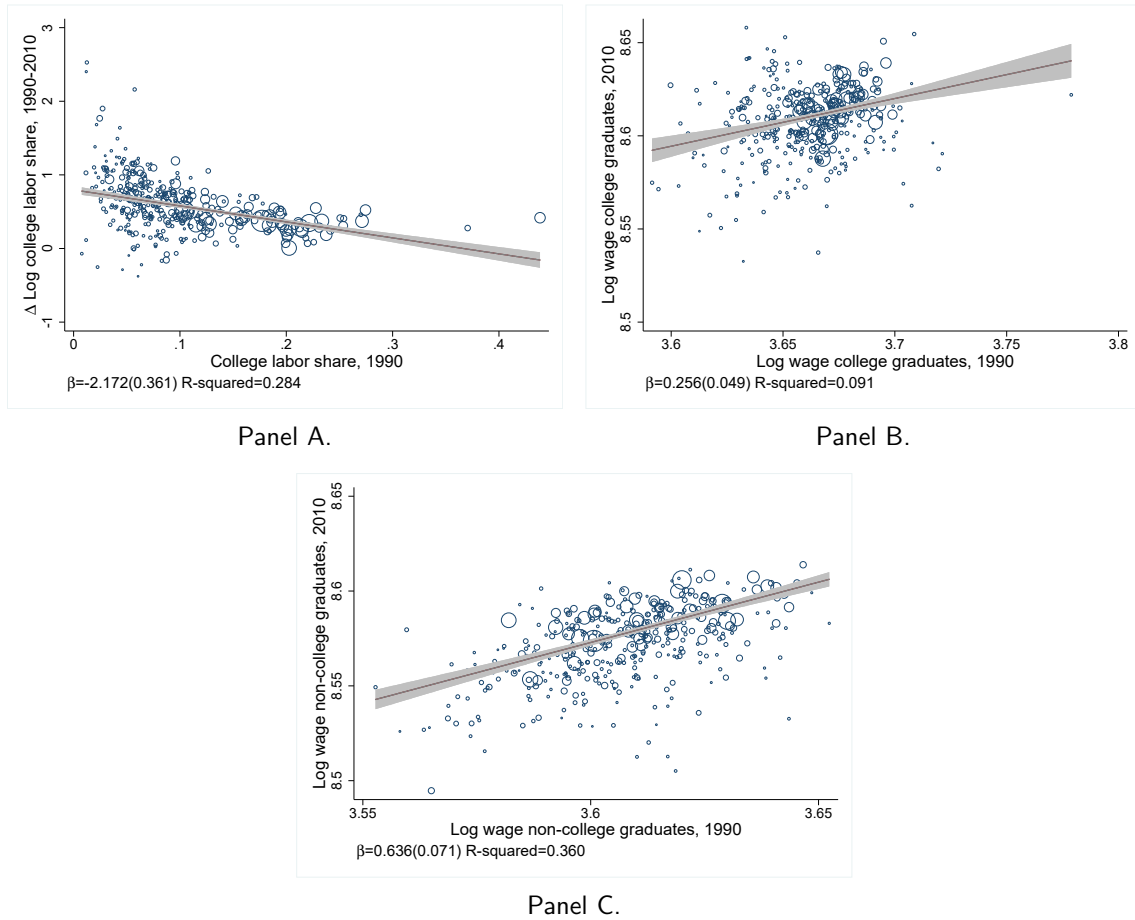 Δ Log college labor share, 1990-2010
3
2
1
0
-1
0 .1 .2 .3 .4
College labor share, 1990
β=-2.172(0.361) R-squared=0.284
Panel A.
Log wage college graduates, 2010
8.65
8.6
8.55
8.5
3.6 3.65 3.7 3.75 3.8
Log wage college graduates, 1990
β=0.256(0.049) R-squared=0.091
Panel B.
Log wage non-college graduates, 2010
8.65
8.6
8.55
8.5
3.55 3.6 3.65
Log wage non-college graduates, 1990
β=0.636(0.071) R-squared=0.360
Panel C.